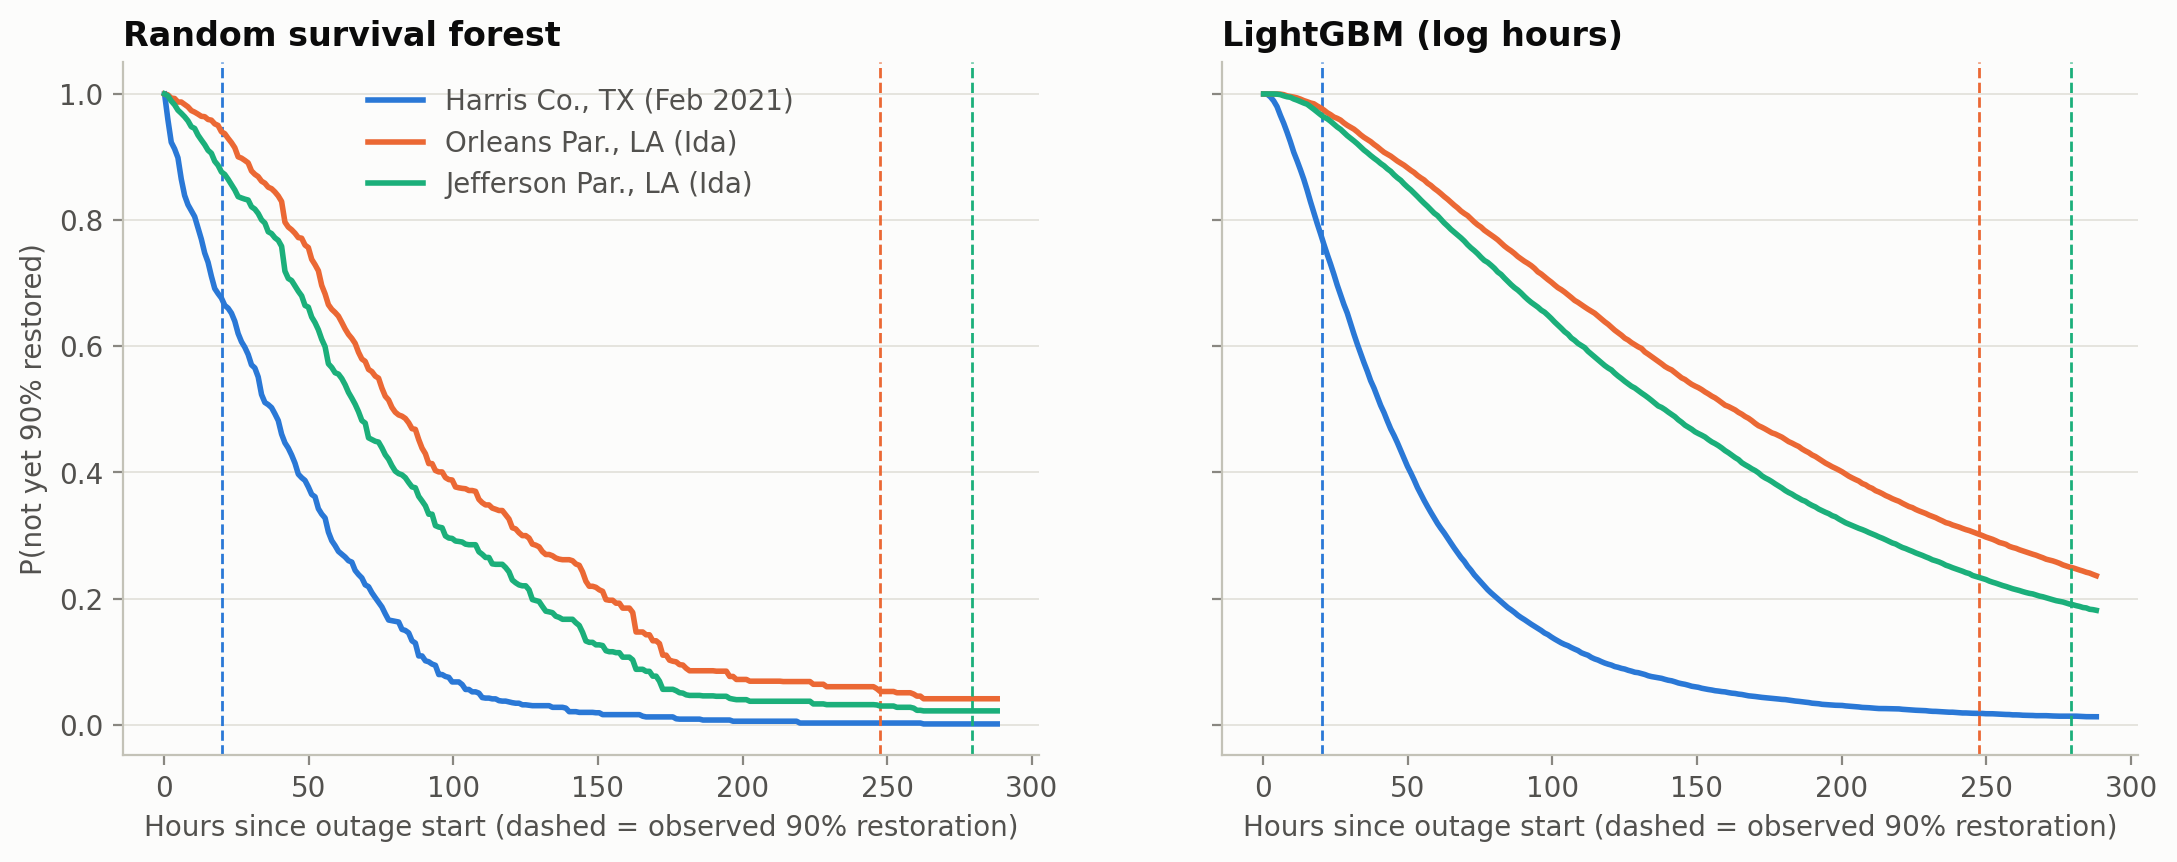 Random survival forest
P(not yet 90% restored)
1.0
0.8
0.6
0.4
0.2
0.0
Harris Co., TX (Feb 2021)
Orleans Par., LA (Ida)
Jefferson Par., LA (Ida)
0 50 100 150 200 250 300
Hours since outage start (dashed = observed 90% restoration)
LightGBM (log hours)
0 50 100 150 200 250 300
Hours since outage start (dashed = observed 90% restoration)